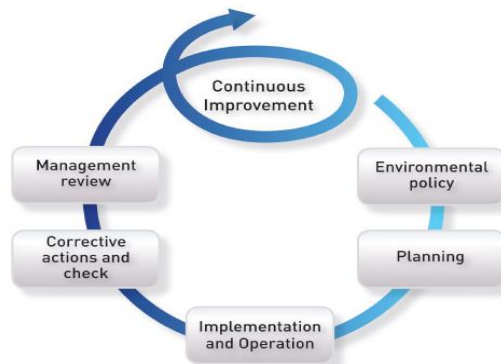 Continuous
Improvement
Management
review
Environmental
policy
Corrective
actions and
check
Planning
Implementation
and Operation